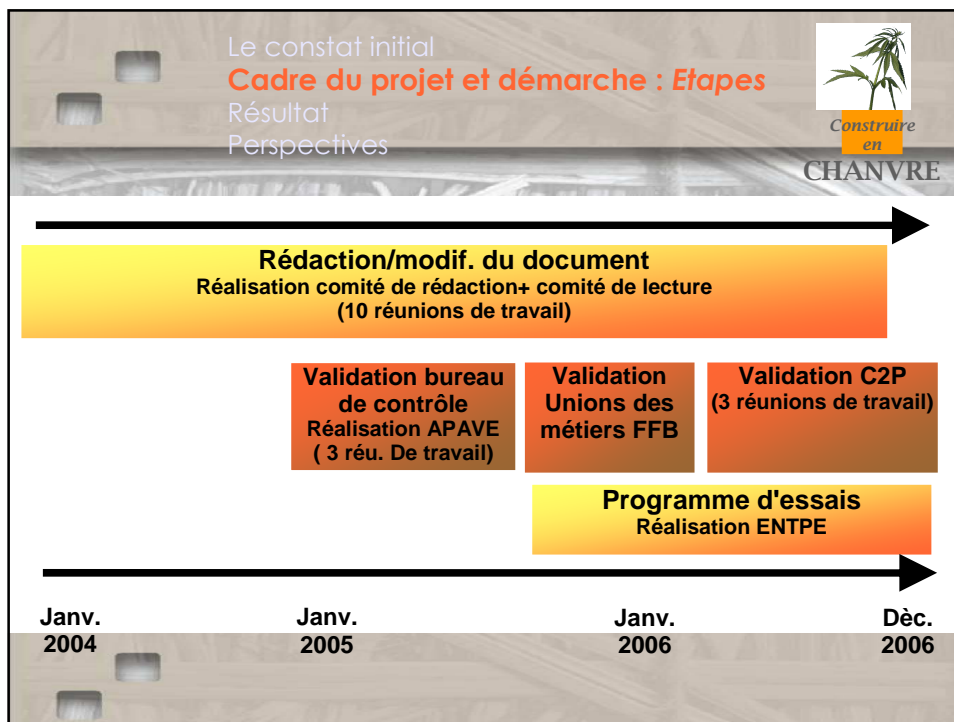 Le constat initial
Cadre du projet et démarche : Etapes
Résultat
Perspectives
Construire
en
CHANVRE
Rédaction/modif. du document
Réalisation comité de rédaction+ comité de lecture
(10 réunions de travail)
Validation bureau
de contrôle
Réalisation APAVE
( 3 réu. De travail)
Validation
Unions des
métiers FFB
Validation C2P
(3 réunions de travail)
Programme d'essais
Réalisation ENTPE
Janv.
2004
Janv.
2005
Janv.
2006
Dèc.
2006